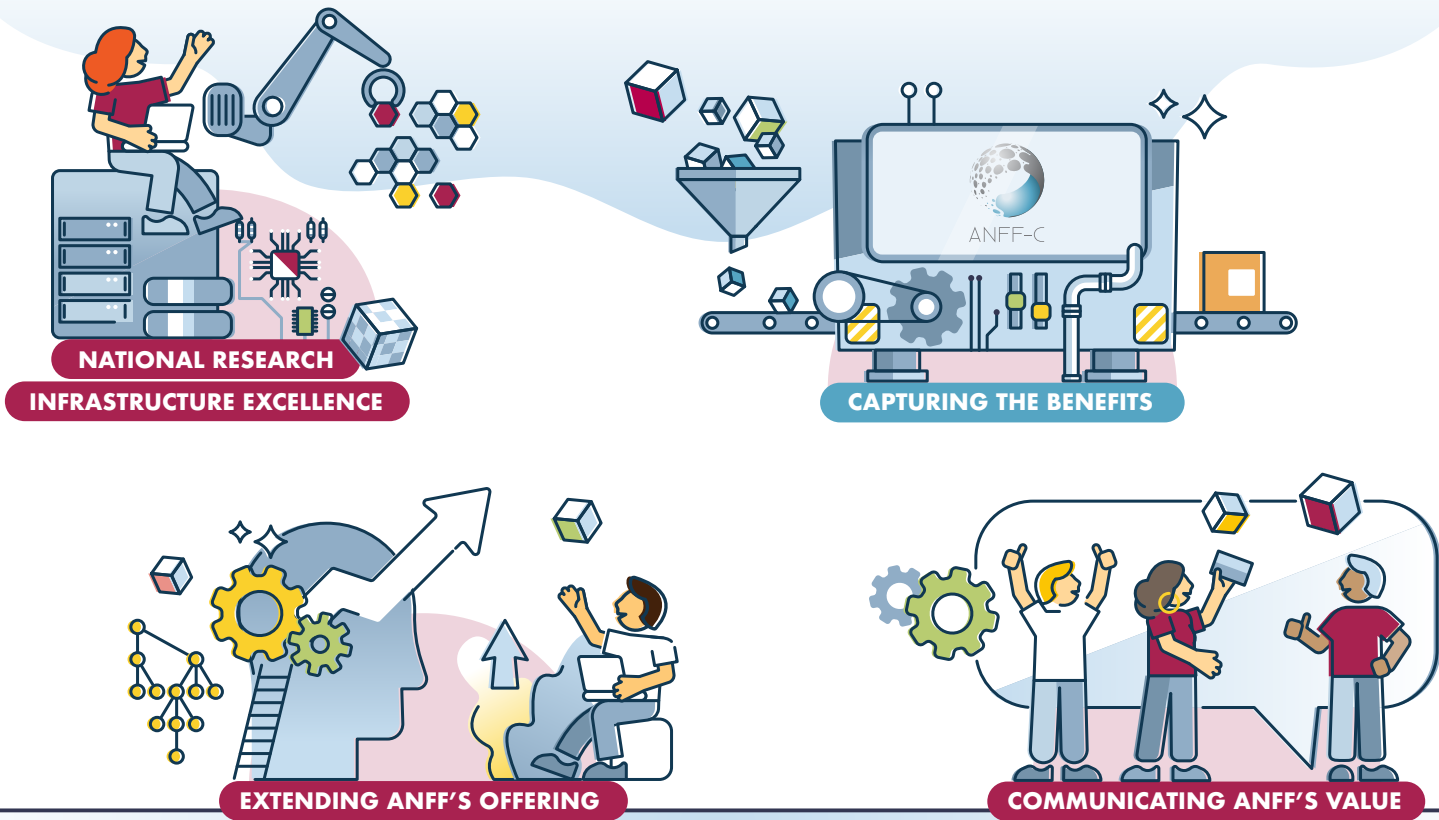 ANFF-C
NATIONAL RESEARCH
INFRASTRUCTURE EXCELLENCE
CAPTURING THE BENEFITS
EXTENDING ANFF'S OFFERING
COMMUNICATING ANFF'S VALUE